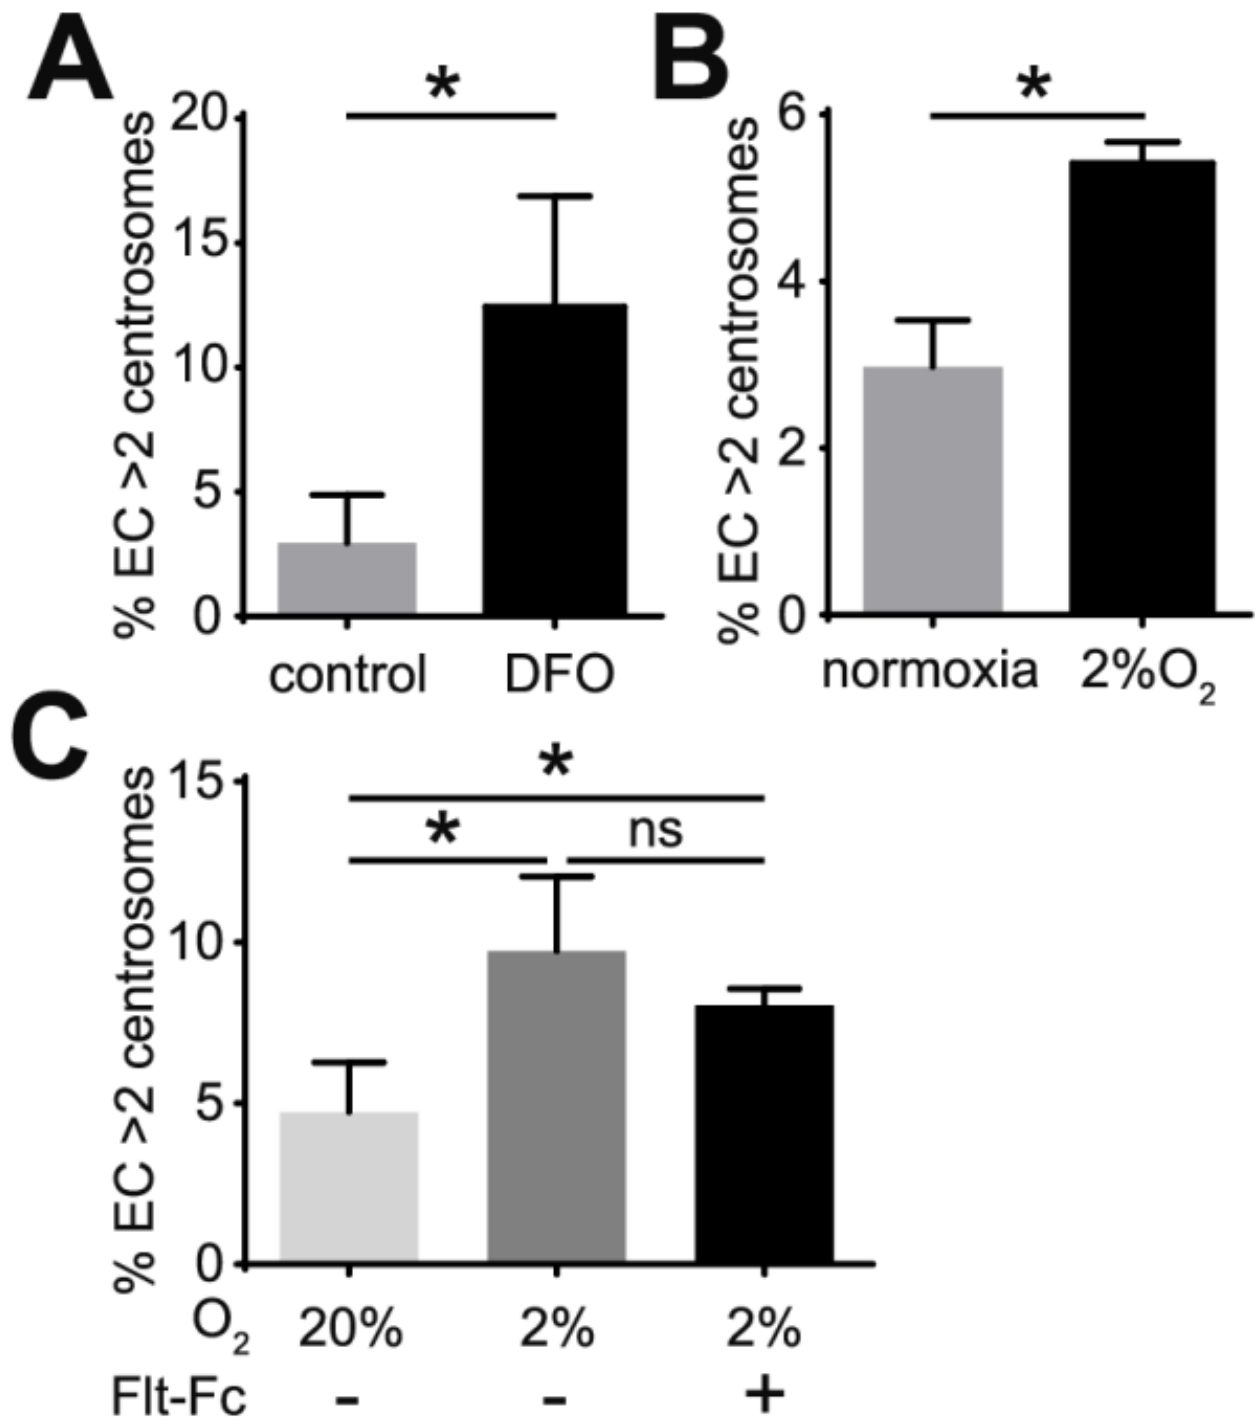 A
B
*
*
20
15
10
5
0
% EC >2 centrosomes
control
DFO
6
4
2
0
% EC >2 centrosomes
normoxia
2%O₂
C
*
*
ns
15
10
5
0
% EC >2 centrosomes
O₂ 20% 2% 2%
Flt-Fc - - +